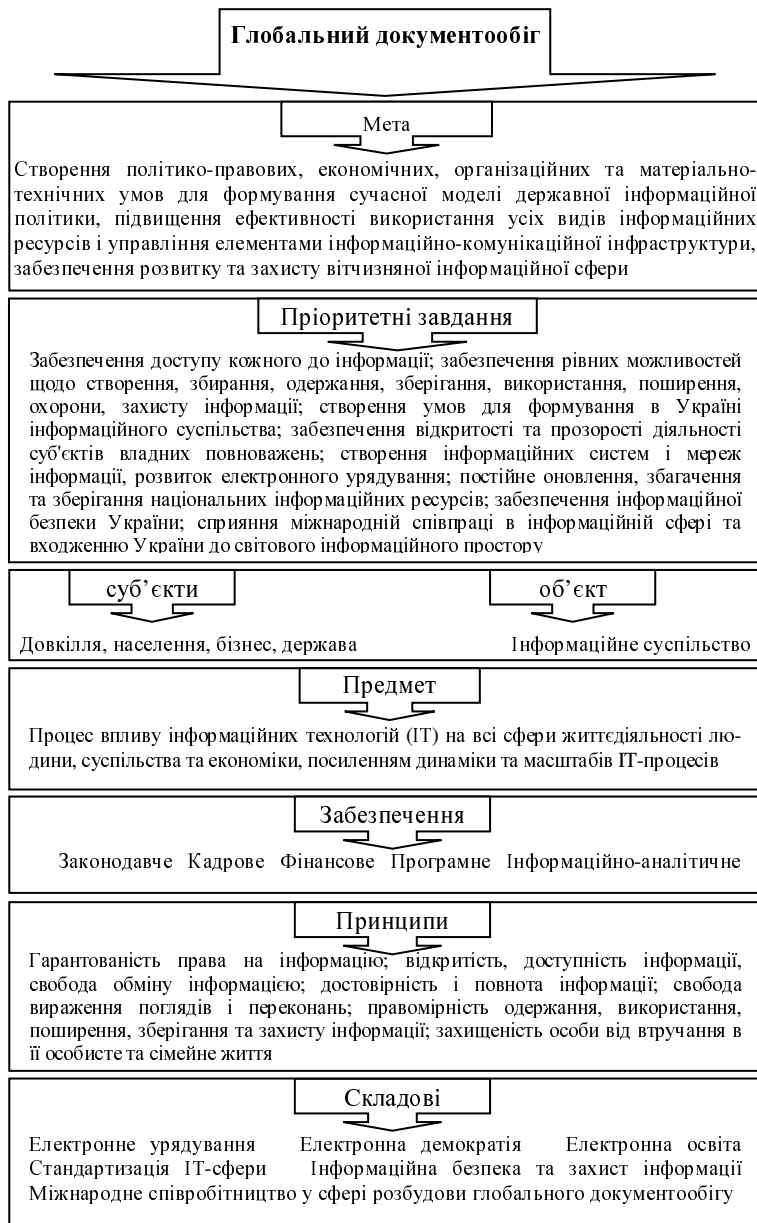 Глобальний документообіг
Мета
Створення політико-правових, економічних, організаційних та матеріально-
технічних умов для формування сучасної моделі державної інформаційної
політики, підвищення ефективності використання усіх видів інформаційних
ресурсів і управління елементами інформаційно-комунікаційної інфраструктури,
забезпечення розвитку та захисту вітчизняної інформаційної сфери
Пріоритетні завдання
Забезпечення доступу кожного до інформації; забезпечення рівних можливостей
щодо створення, збирання, одержання, зберігання, використання, поширення,
охорони, захисту інформації; створення умов для формування в Україні
інформаційного суспільства; забезпечення відкритості та прозорості діяльності
суб'єктів владних повноважень; створення інформаційних систем і мереж
інформації, розвиток електронного урядування; постійне оновлення, збагачення
та зберігання національних інформаційних ресурсів; забезпечення інформаційної
безпеки України; сприяння міжнародній співпраці в інформаційній сфері та
входженню України до світового інформаційного простору
суб’єкти об’єкт
Довкілля, населення, бізнес, держава Інформаційне суспільство
Предмет
Процес впливу інформаційних технологій (ІТ) на всі сфери життєдіяльності лю-
дини, суспільства та економіки, посиленням динаміки та масштабів ІТ-процесів
Забезпечення
Законодавче Кадрове Фінансове Програмне Інформаційно-аналітичне
Принципи
Гарантованість права на інформацію; відкритість, доступність інформації,
свобода обміну інформацією; достовірність і повнота інформації; свобода
вираження поглядів і переконань; правомірність одержання, використання,
поширення, зберігання та захисту інформації; захищеність особи від втручання в
її особисте та сімейне життя
Складові
Електронне урядування Електронна демократія Електронна освіта
Стандартизація ІТ-сфери Інформаційна безпека та захист інформації
Міжнародне співробітництво у сфері розбудови глобального документообігу